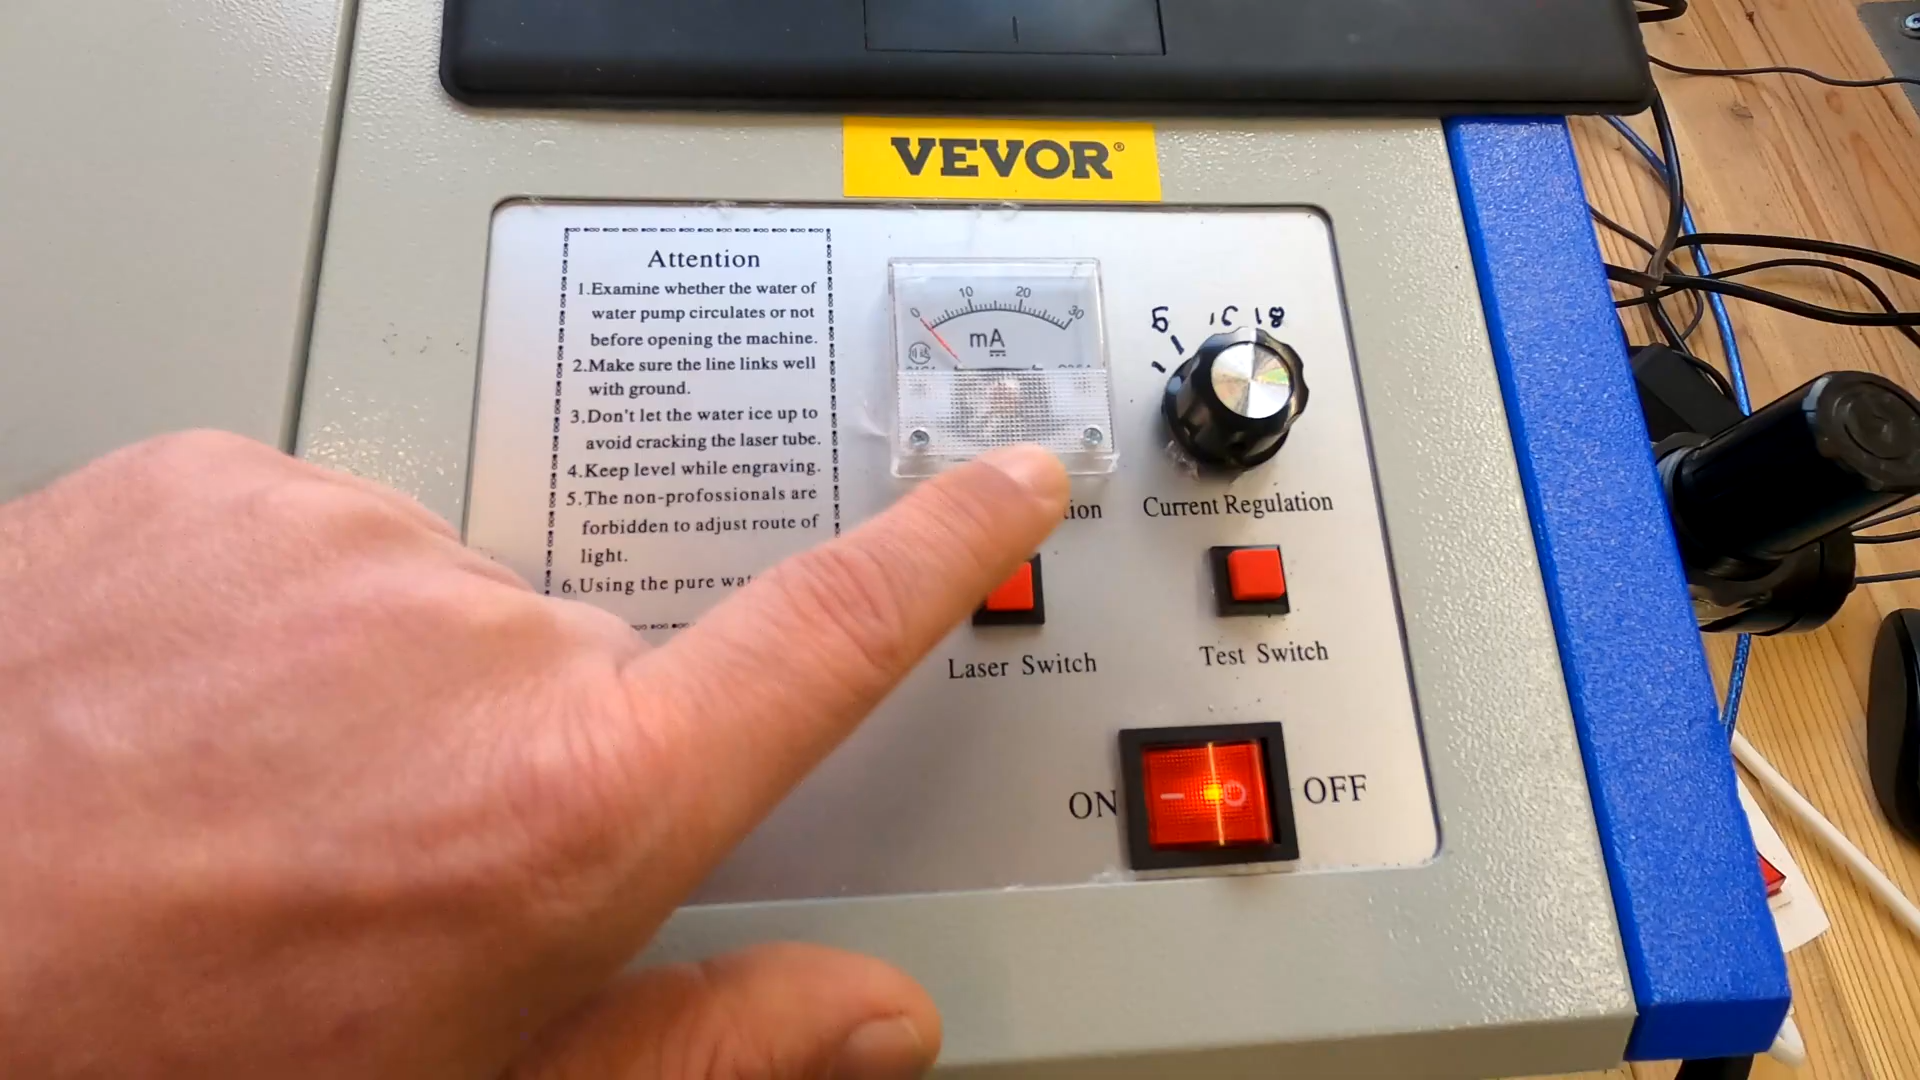 VEVOR®
Attention
1.Examine whether the water of
water pump circulates or not
before opening the machine.
2.Make sure the line links well
with ground.
3.Don't let the water ice up to
avoid cracking the laser tube.
4.Keep level while engraving.
5.The non-profossionals are
forbidden to adjust route of
light.
6.Using the pure
0 10 20 30
mA
18
Current Regulation
Laser Switch
Test Switch
ON
OFF